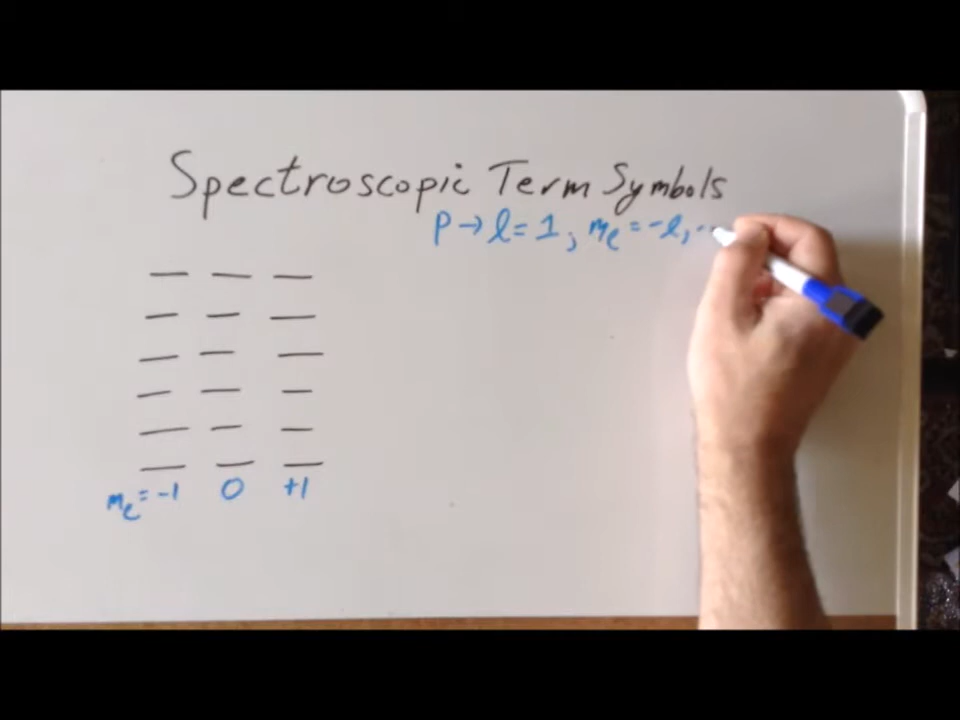 Spectroscopic Term Symbols
P → l = 1 ; mℓ = -l, ..
mℓ = -1 0 +1